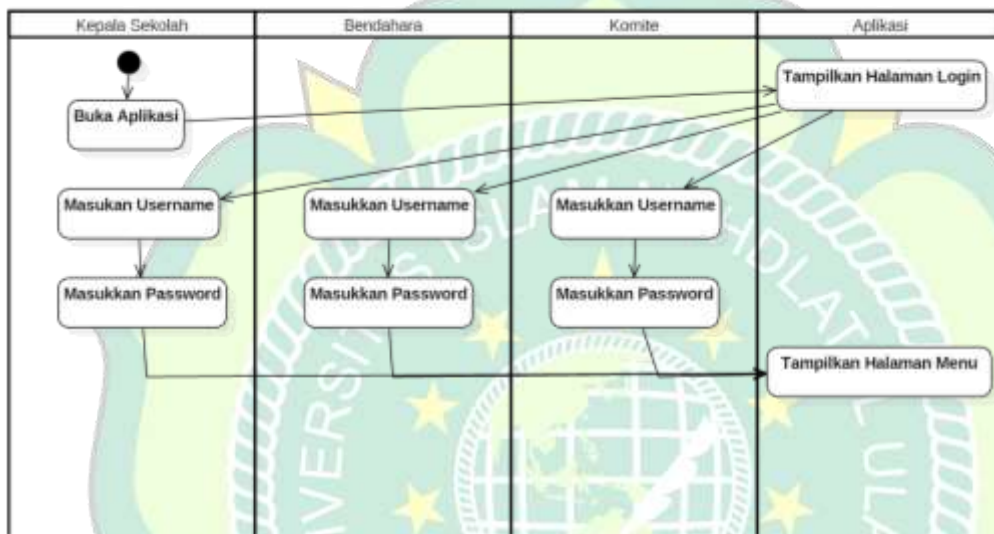 Kepala Sekolah
Bendahara
Komite
Aplikasi
Buka Aplikasi
Tampilkan Halaman Login
Masukan Username
Masukkan Username
Masukkan Username
Masukkan Password
Masukkan Password
Masukkan Password
Tampilkan Halaman Menu
ISLAM